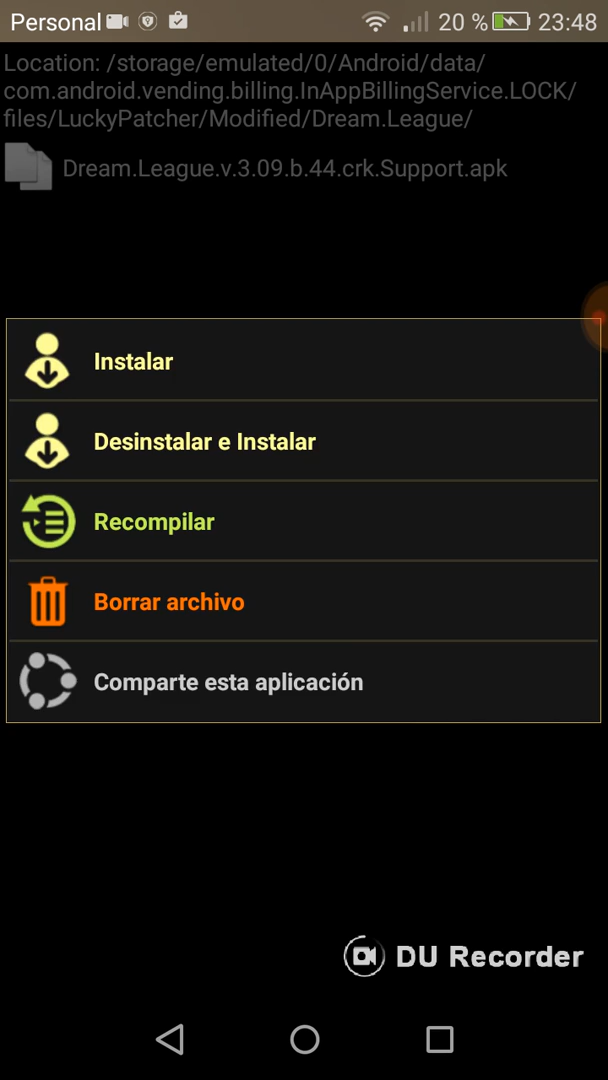 Personal 20 % 23:48
Location: /storage/emulated/0/Android/data/
com.android.vending.billing.InAppBillingService.LOCK/
files/LuckyPatcher/Modified/Dream.League/
Dream.League.v.3.09.b.44.crk.Support.apk
Instalar
Desinstalar e Instalar
Recompilar
Borrar archivo
Comparte esta aplicación
DU Recorder